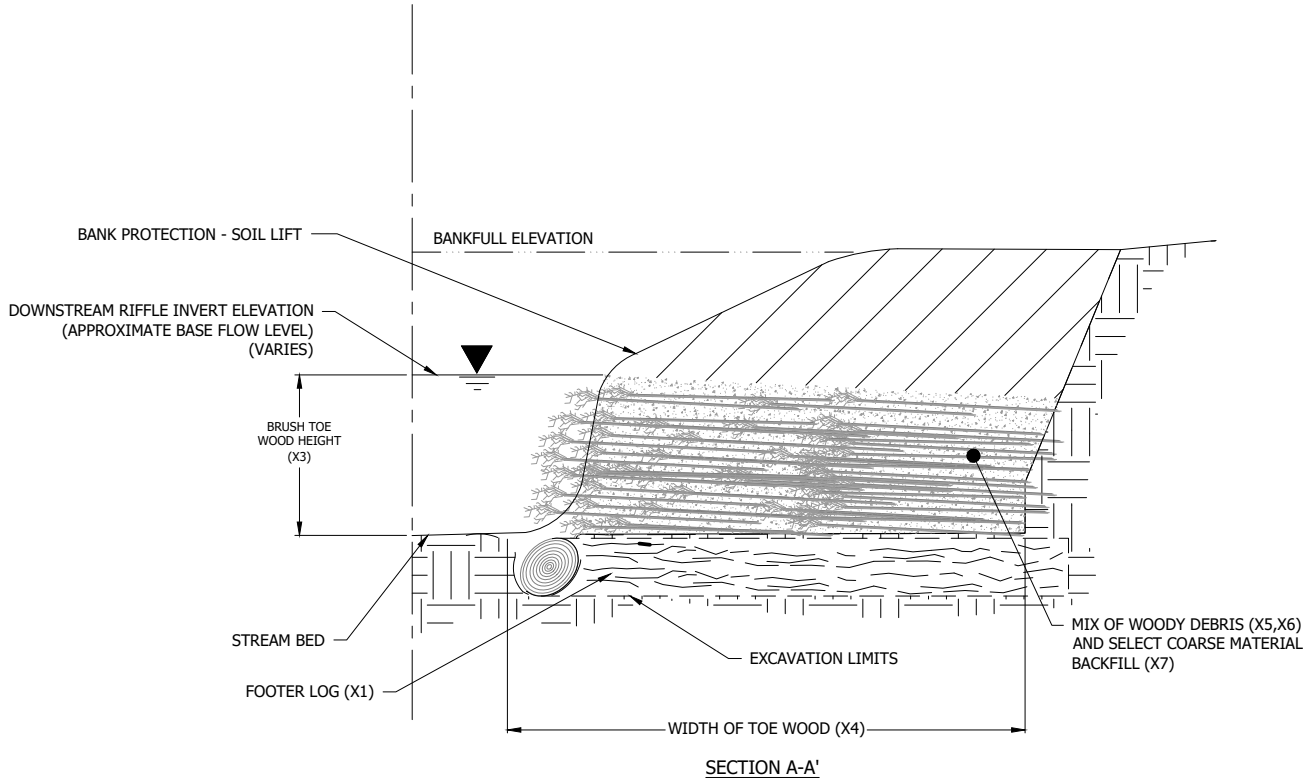 BANK PROTECTION - SOIL LIFT
BANKFULL ELEVATION
DOWNSTREAM RIFFLE INVERT ELEVATION
(APPROXIMATE BASE FLOW LEVEL)
(VARIES)
BRUSH TOE
WOOD HEIGHT
(X3)
STREAM BED
FOOTER LOG (X1)
EXCAVATION LIMITS
MIX OF WOODY DEBRIS (X5,X6)
AND SELECT COARSE MATERIAL
BACKFILL (X7)
WIDTH OF TOE WOOD (X4)
SECTION A-A'